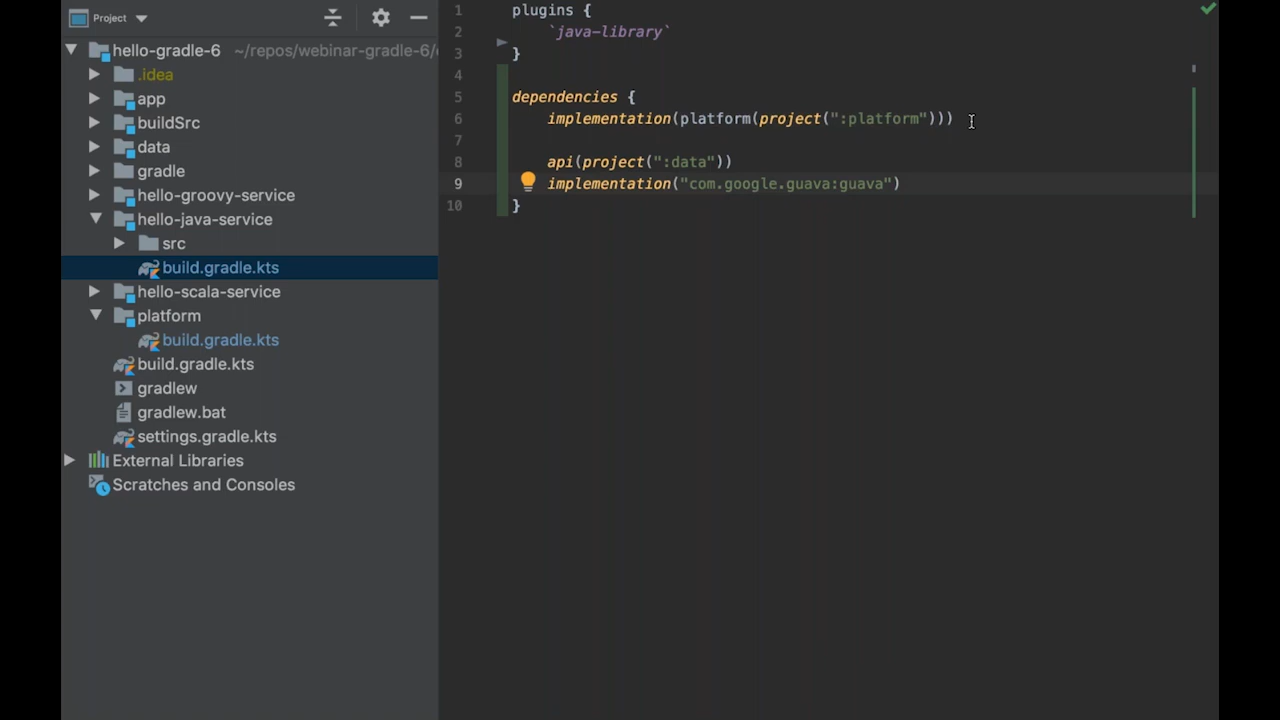 Project
hello-gradle-6 ~/repos/webinar-gradle-6/
.idea
app
buildSrc
data
gradle
hello-groovy-service
hello-java-service
src
build.gradle.kts
hello-scala-service
platform
build.gradle.kts
build.gradle.kts
gradlew
gradlew.bat
settings.gradle.kts
External Libraries
Scratches and Consoles
1 plugins {
2 `java-library`
3 }
4
5 dependencies {
6 implementation(platform(project(":platform")))
7
8 api(project(":data"))
9 implementation("com.google.guava:guava")
10 }